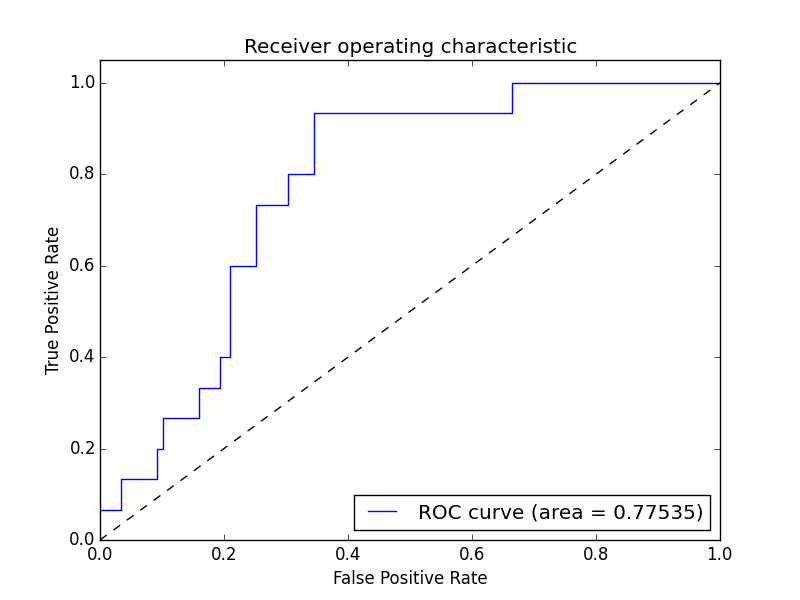 Receiver operating characteristic
True Positive Rate
1.0
0.8
0.6
0.4
0.2
0.0
ROC curve (area = 0.77535)
0.0 0.2 0.4 0.6 0.8 1.0
False Positive Rate